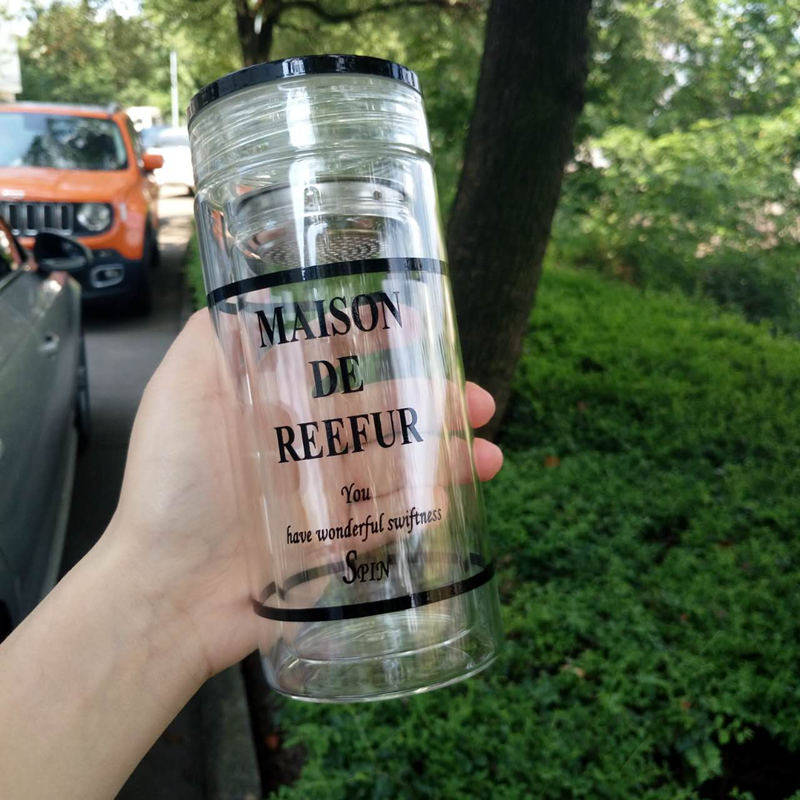 MAISON
DE
REEFUR
You
have wonderful swiftness
SPIN